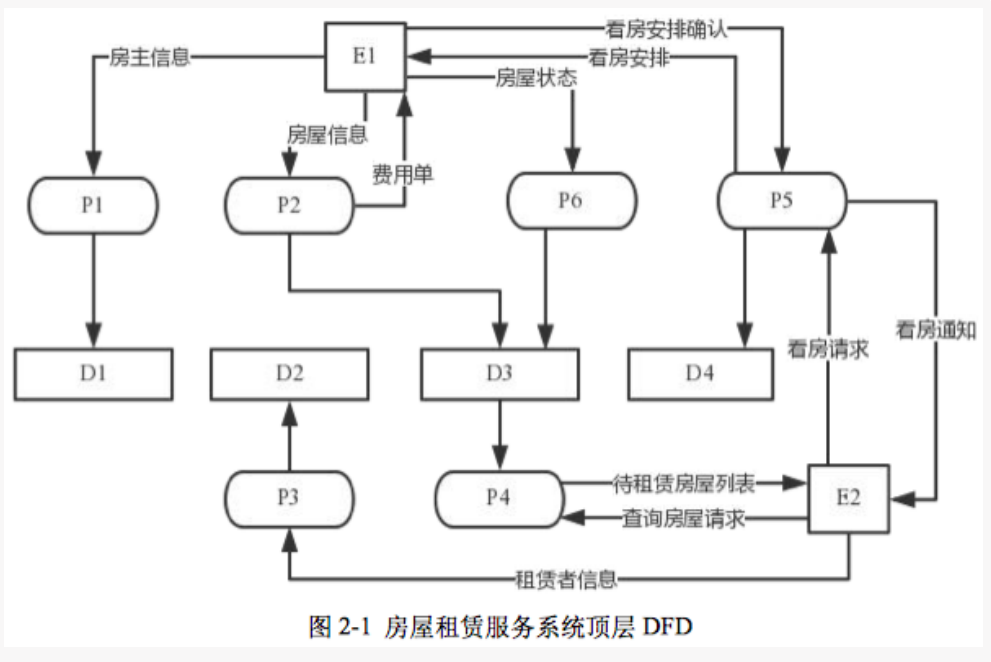 看房安排确认
E1
房主信息
看房安排
房屋状态
房屋信息
费用单
P1
P2
P6
P5
看房通知
看房请求
D1
D2
D3
D4
待租赁房屋列表
P3
P4
E2
查询房屋请求
租赁者信息
图 2-1 房屋租赁服务系统顶层 DFD